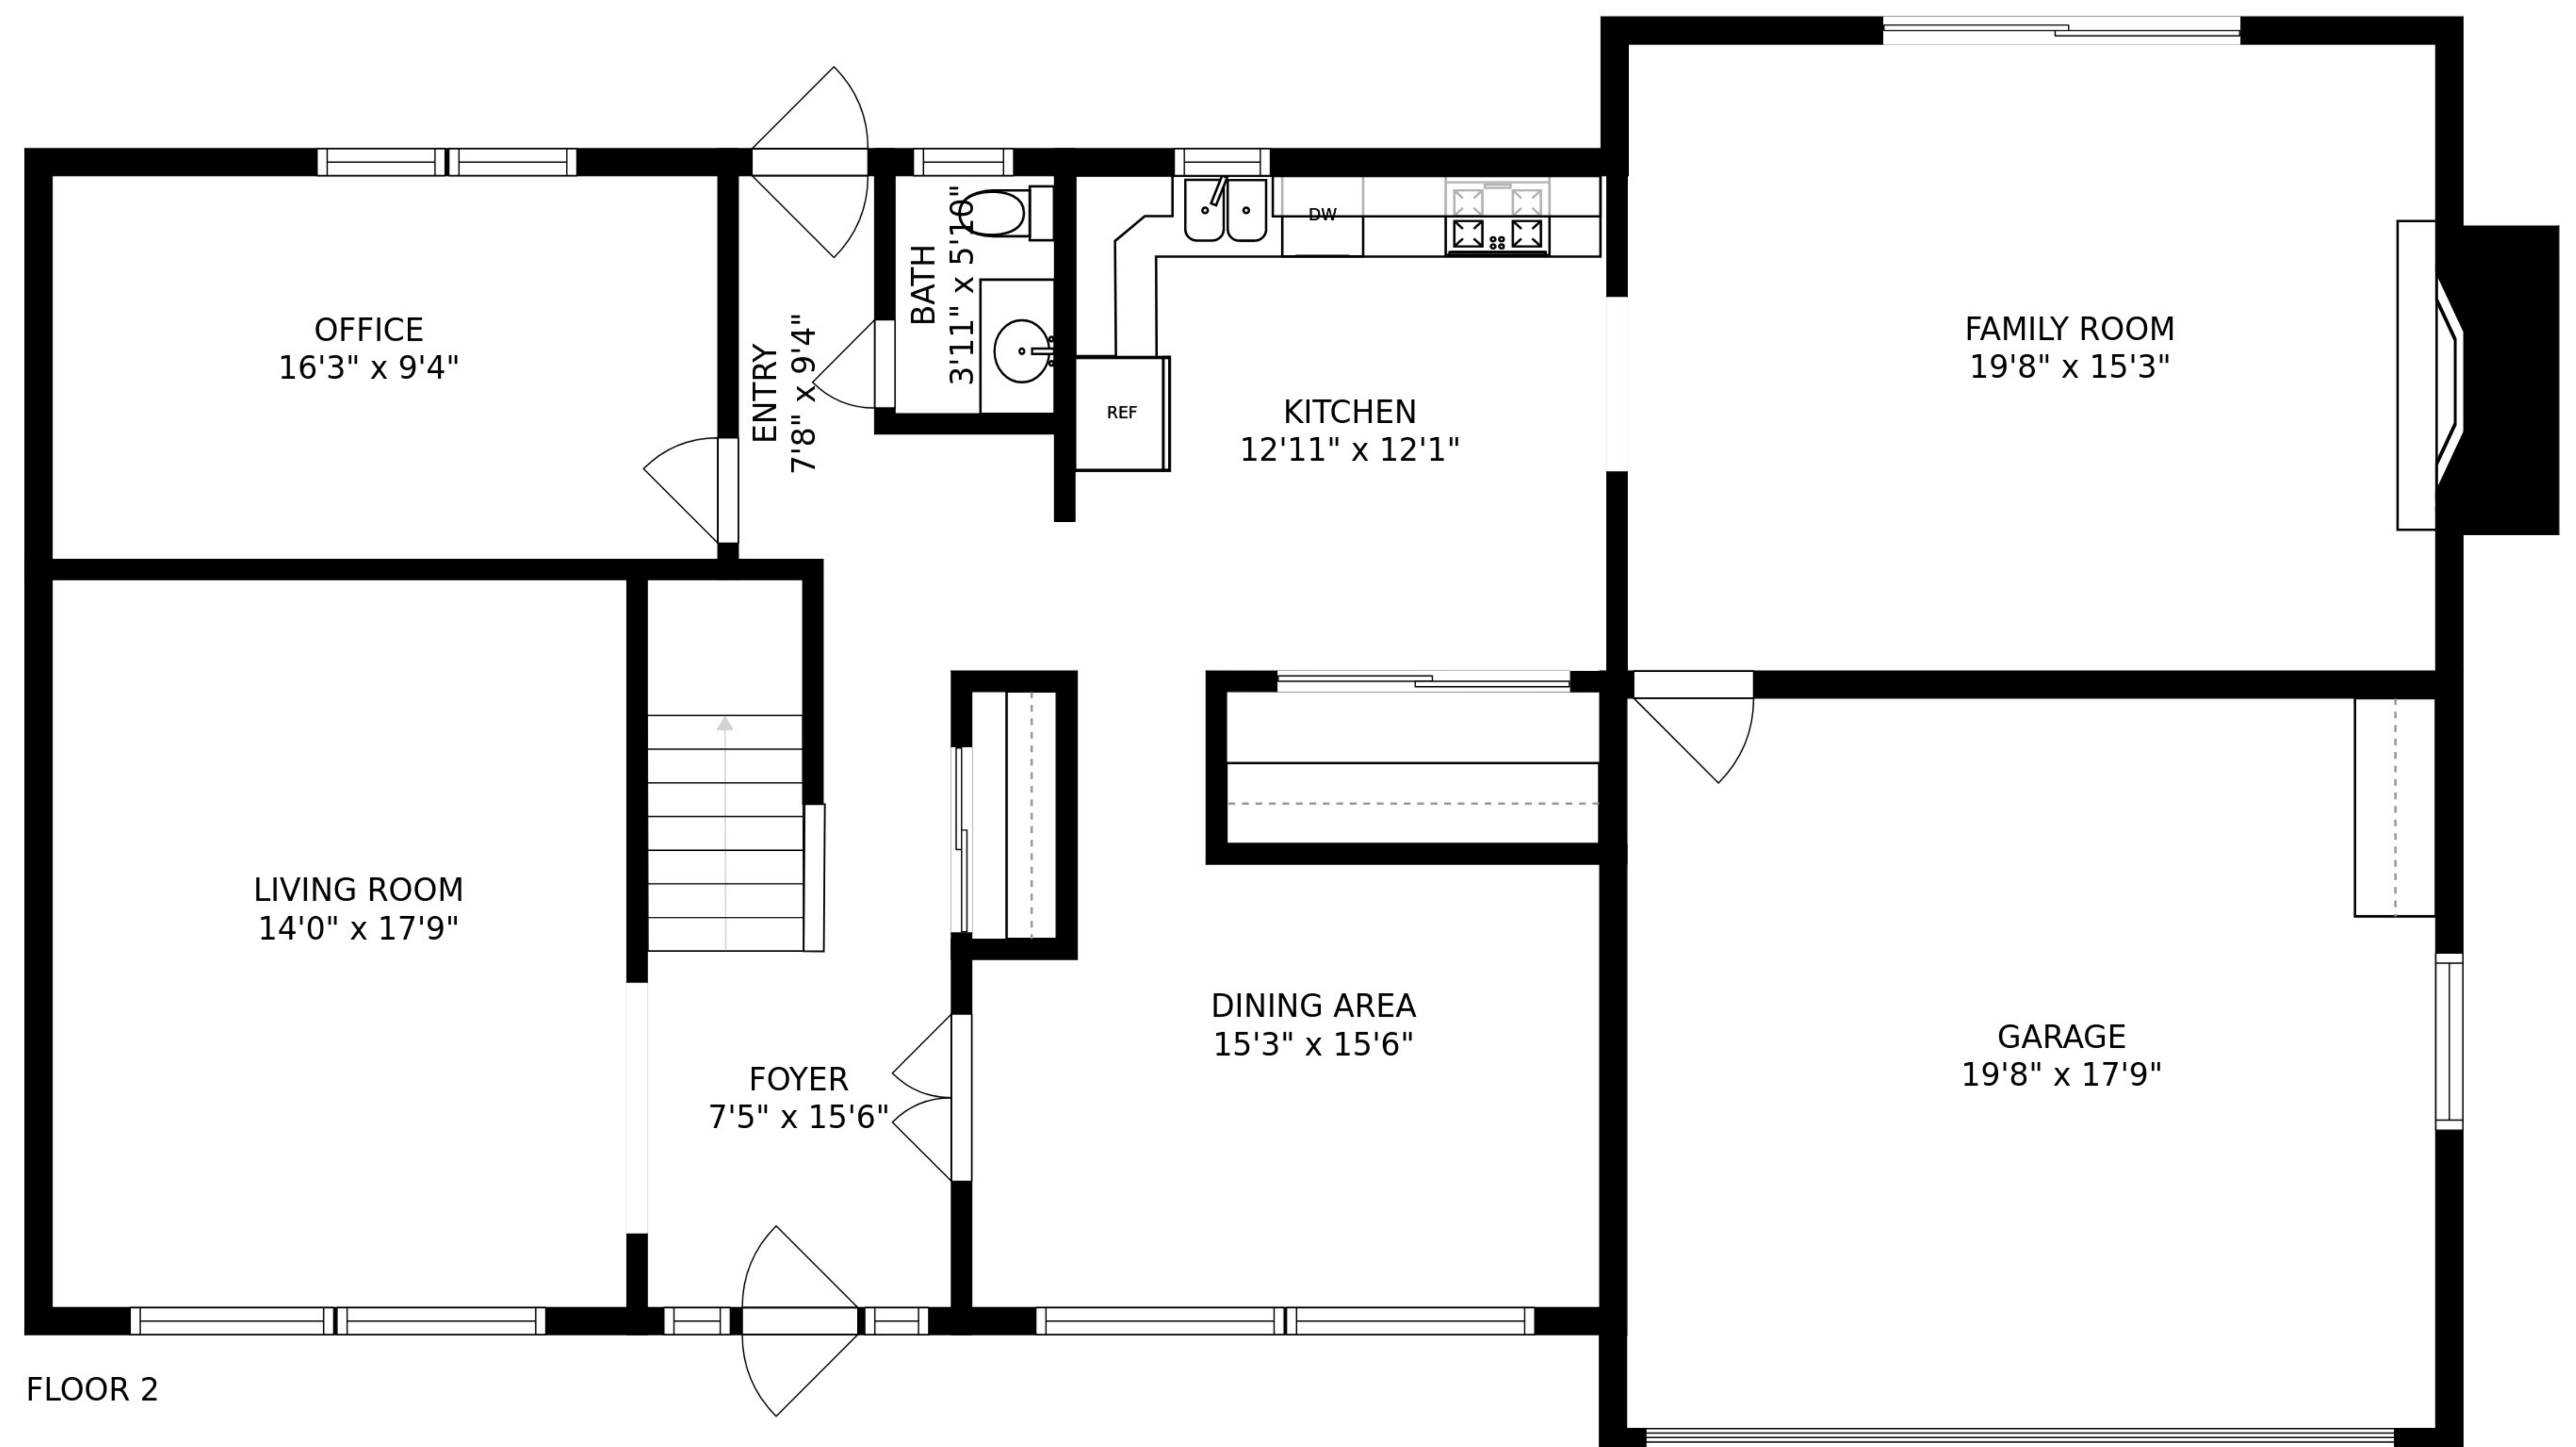 OFFICE
16'3" x 9'4"
ENTRY
7'8" x 9'4"
BATH
3'11" x 5'10"
DW
REF
KITCHEN
12'11" x 12'1"
FAMILY ROOM
19'8" x 15'3"
LIVING ROOM
14'0" x 17'9"
FOYER
7'5" x 15'6"
DINING AREA
15'3" x 15'6"
GARAGE
19'8" x 17'9"
FLOOR 2